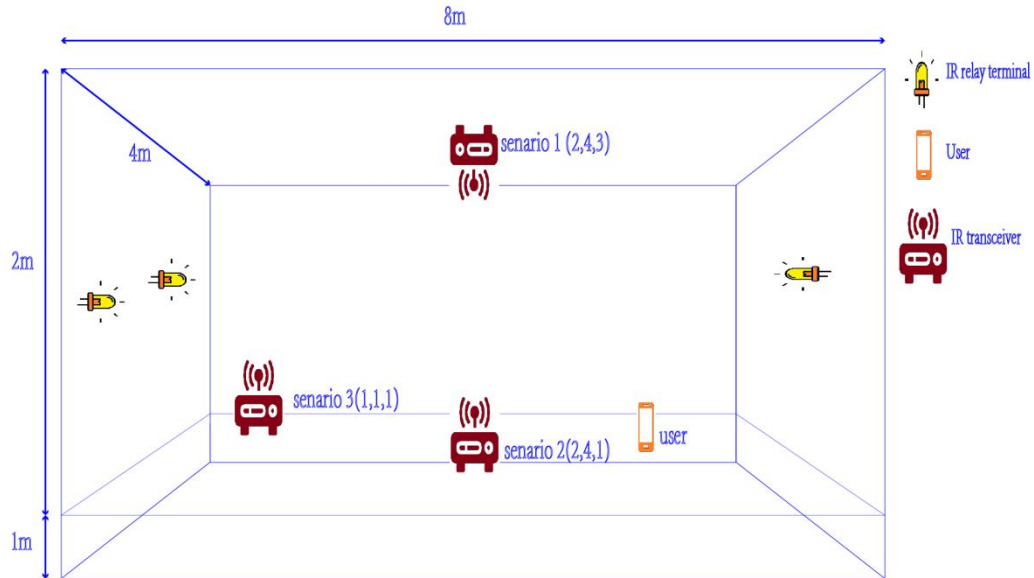 8m
IR relay terminal
senario 1 (2,4,3)
4m
User
IR transceiver
2m
senario 3(1,1,1)
user
senario 2(2,4,1)
1m